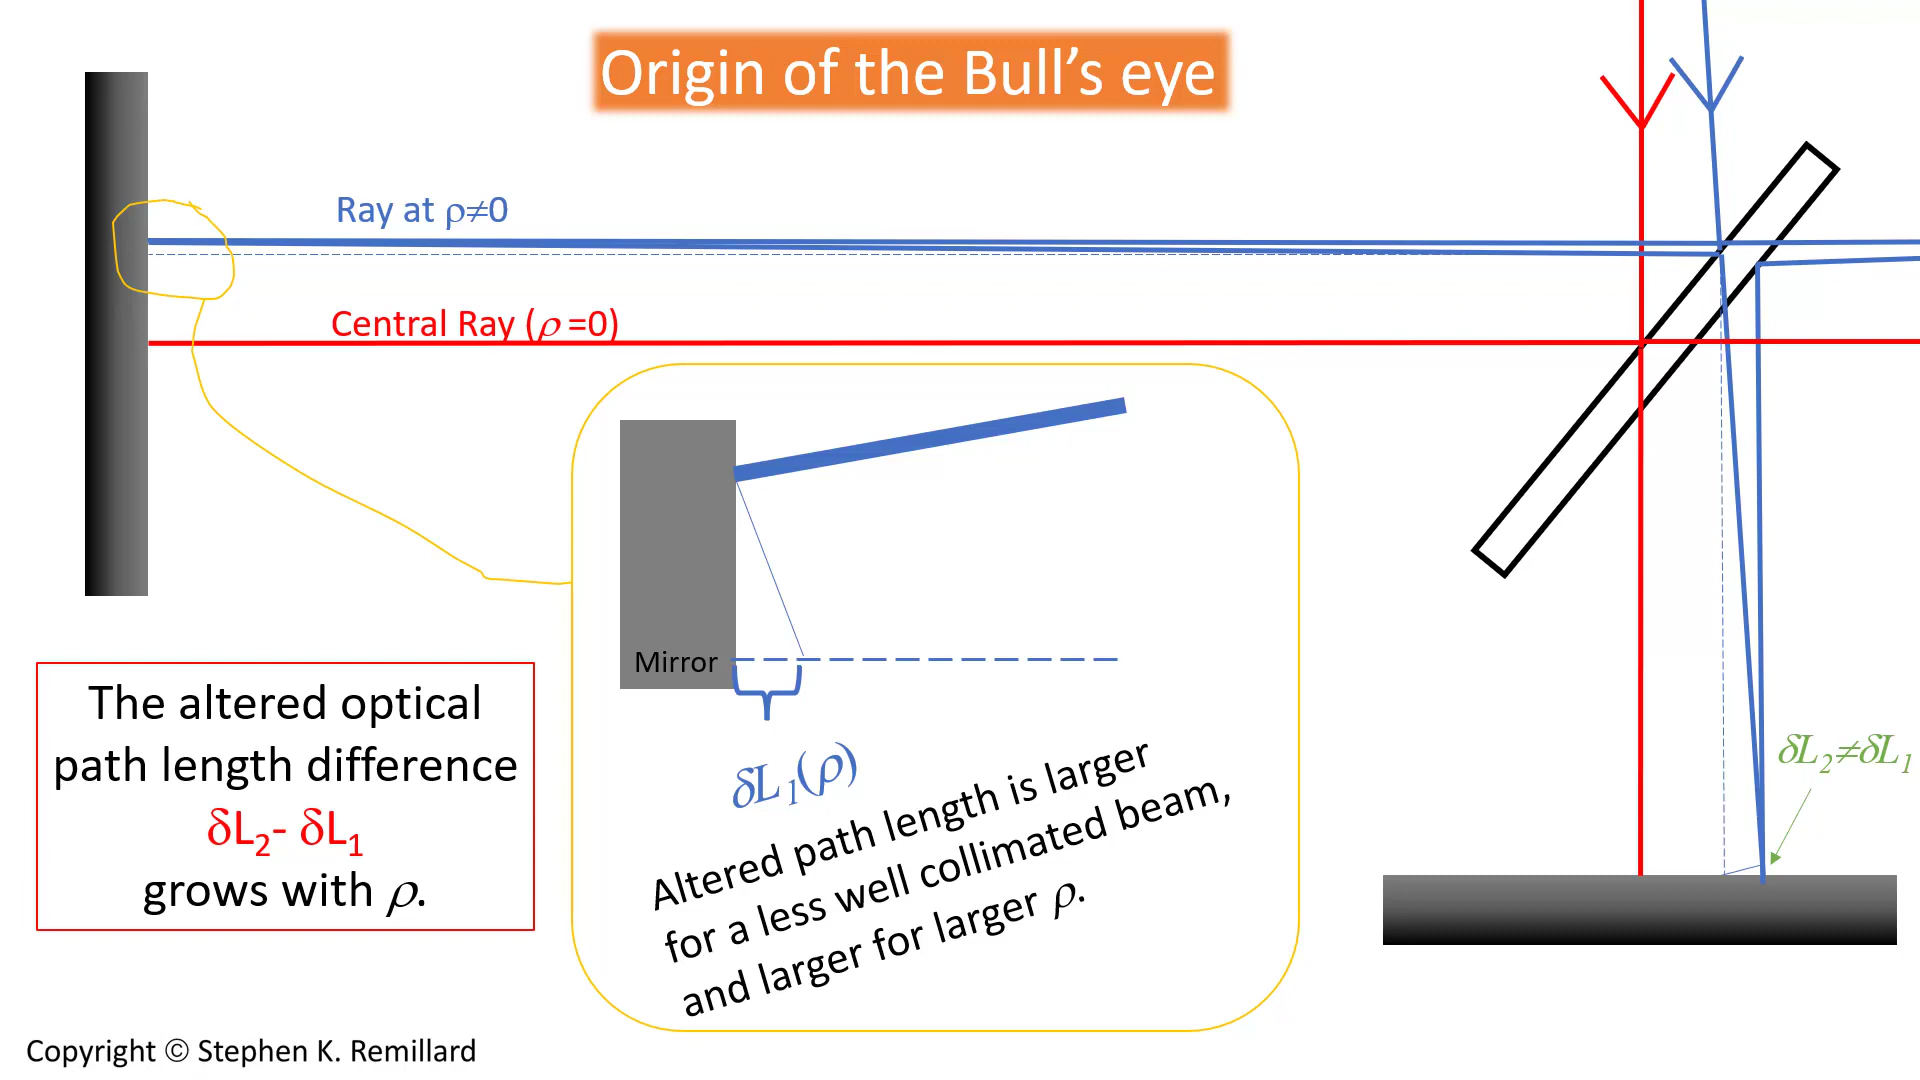 Origin of the Bull’s eye
Ray at ρ≠0
Central Ray (ρ =0)
Mirror
δL₁(ρ)
Altered path length is larger
for a less well collimated beam,
and larger for larger ρ.
The altered optical
path length difference
δL₂- δL₁
grows with ρ.
δL₂≠δL₁
Copyright © Stephen K. Remillard